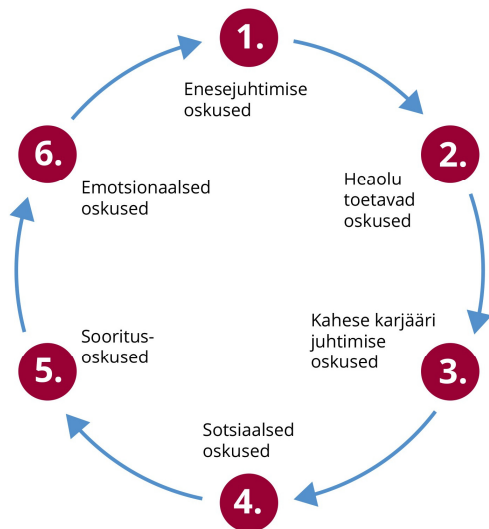 1.
Enesejuhtimise
oskused
2.
Heaolu
toetavad
oskused
3.
Kahese karjääri
juhtimise
oskused
4.
Sotsiaalsed
oskused
5.
Sooritus-
oskused
6.
Emotsionaalsed
oskused